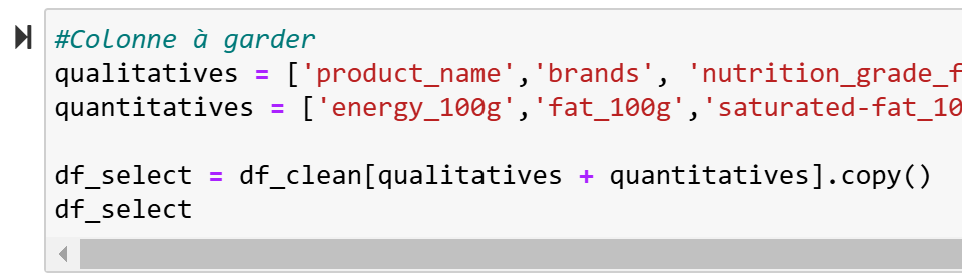 #Colonne à garder
qualitatives = ['product_name','brands', 'nutrition_grade_f
quantitatives = ['energy_100g','fat_100g','saturated-fat_10
df_select = df_clean[qualitatives + quantitatives].copy()
df_select